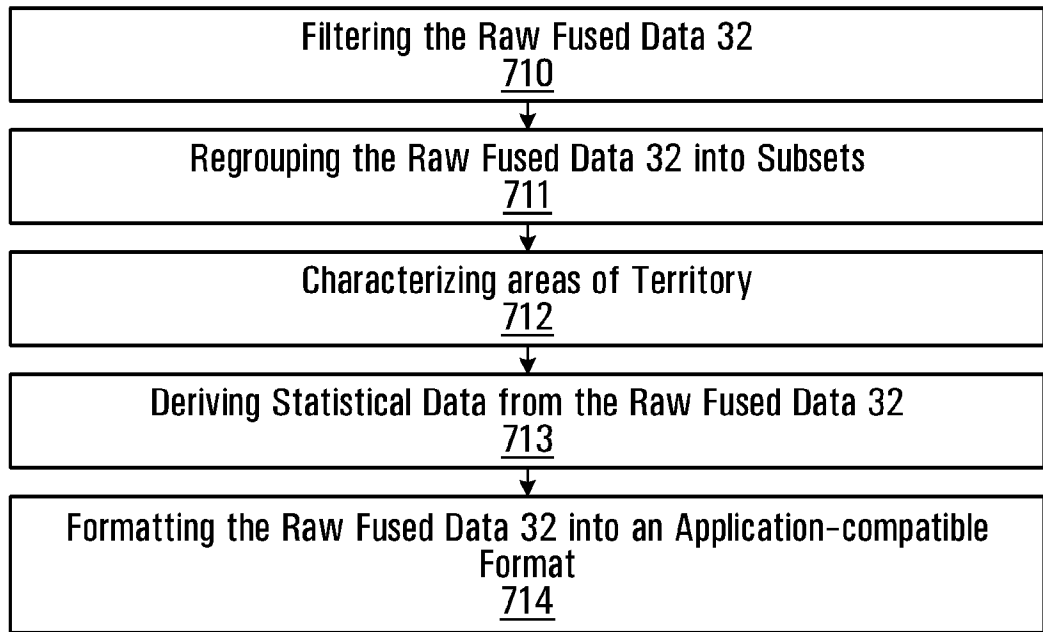 Filtering the Raw Fused Data 32
710
Regrouping the Raw Fused Data 32 into Subsets
711
Characterizing areas of Territory
712
Deriving Statistical Data from the Raw Fused Data 32
713
Formatting the Raw Fused Data 32 into an Application-compatible
Format
714